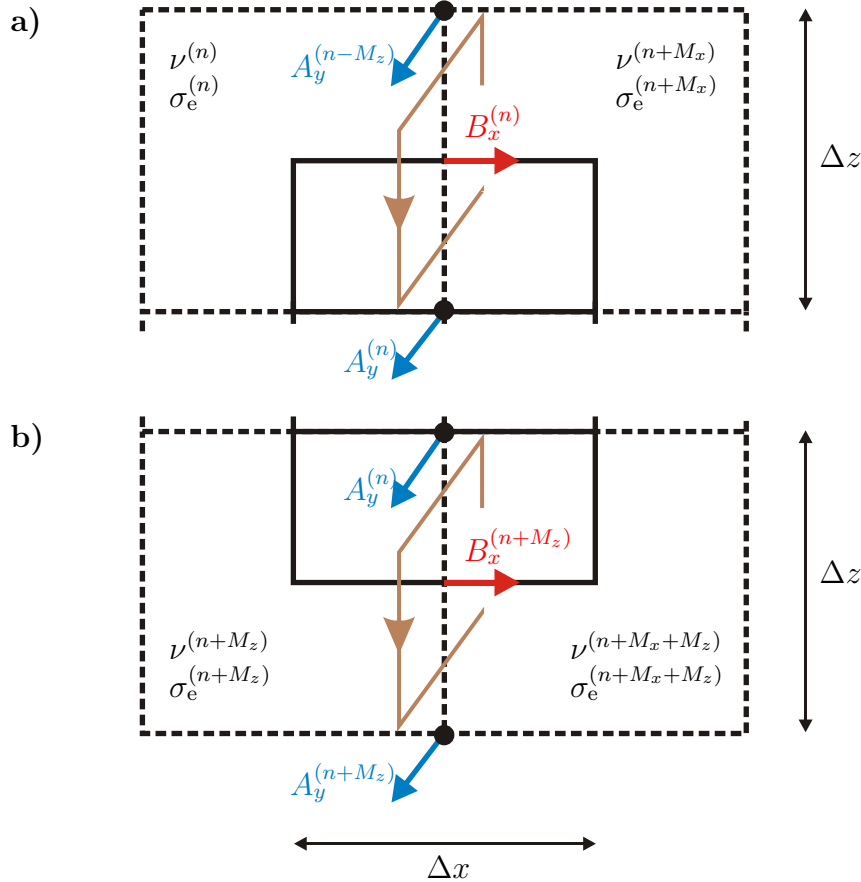 a)
ν^{(n)}
σ_e^{(n)}
A_y^{(n−M_z)}
ν^{(n+M_x)}
σ_e^{(n+M_x)}
B_x^{(n)}
Δz
A_y^{(n)}
b)
A_y^{(n)}
B_x^{(n+M_z)}
Δz
ν^{(n+M_z)}
σ_e^{(n+M_z)}
ν^{(n+M_x+M_z)}
σ_e^{(n+M_x+M_z)}
A_y^{(n+M_z)}
Δx